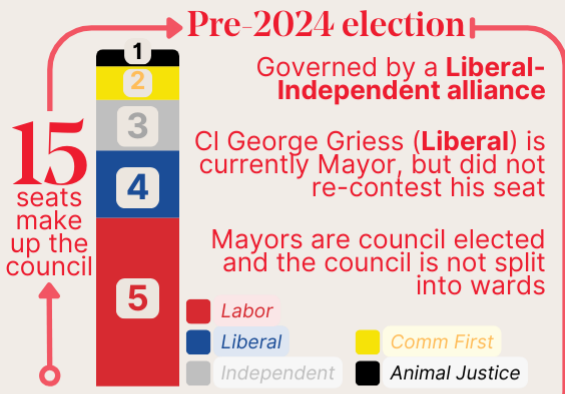 Pre-2024 election
Governed by a Liberal-
Independent alliance
Cl George Griess (Liberal) is
currently Mayor, but did not
re-contest his seat
Mayors are council elected
and the council is not split
into wards
15
seats
make
up the
council
1
2
3
4
5
Labor
Liberal
Independent
Comm First
Animal Justice